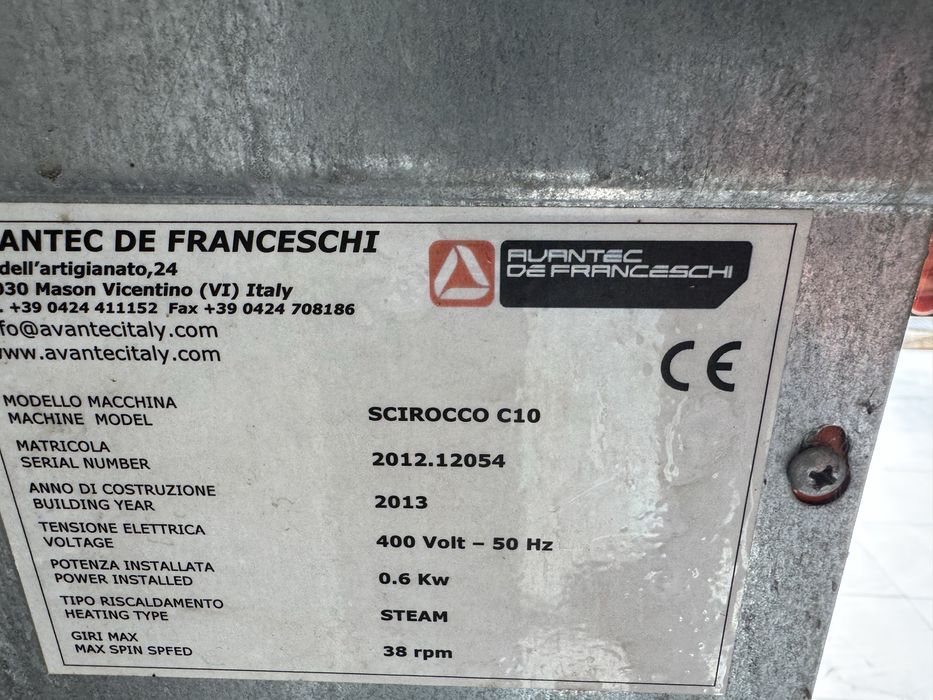 ANTEC DE FRANCESCHI
dell'artigianato,24
030 Mason Vicentino (VI) Italy
. +39 0424 411152 Fax +39 0424 708186
fo@avantecitaly.com
ww.avantecitaly.com
AVANTEC
DE FRANCESCHI
CE
MODELLO MACCHINA
MACHINE MODEL
SCIROCCO C10
MATRICOLA
SERIAL NUMBER
2012.12054
ANNO DI COSTRUZIONE
BUILDING YEAR
2013
TENSIONE ELETTRICA
VOLTAGE
400 Volt – 50 Hz
POTENZA INSTALLATA
POWER INSTALLED
0.6 Kw
TIPO RISCALDAMENTO
HEATING TYPE
STEAM
GIRI MAX
MAX SPIN SPEED
38 rpm